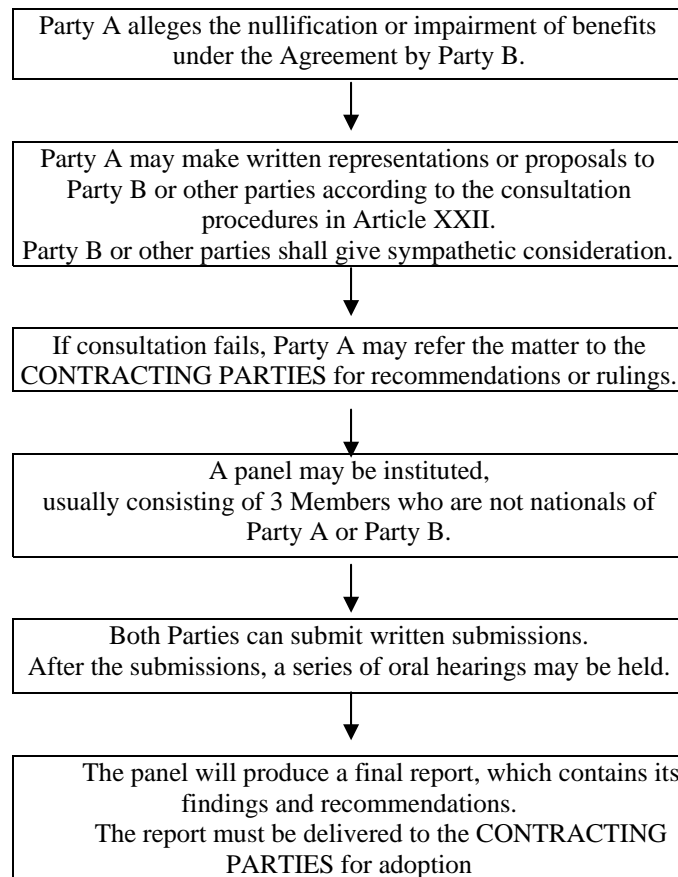 Party A alleges the nullification or impairment of benefits
under the Agreement by Party B.
Party A may make written representations or proposals to
Party B or other parties according to the consultation
procedures in Article XXII.
Party B or other parties shall give sympathetic consideration.
If consultation fails, Party A may refer the matter to the
CONTRACTING PARTIES for recommendations or rulings.
A panel may be instituted,
usually consisting of 3 Members who are not nationals of
Party A or Party B.
Both Parties can submit written submissions.
After the submissions, a series of oral hearings may be held.
The panel will produce a final report, which contains its
findings and recommendations.
The report must be delivered to the CONTRACTING
PARTIES for adoption